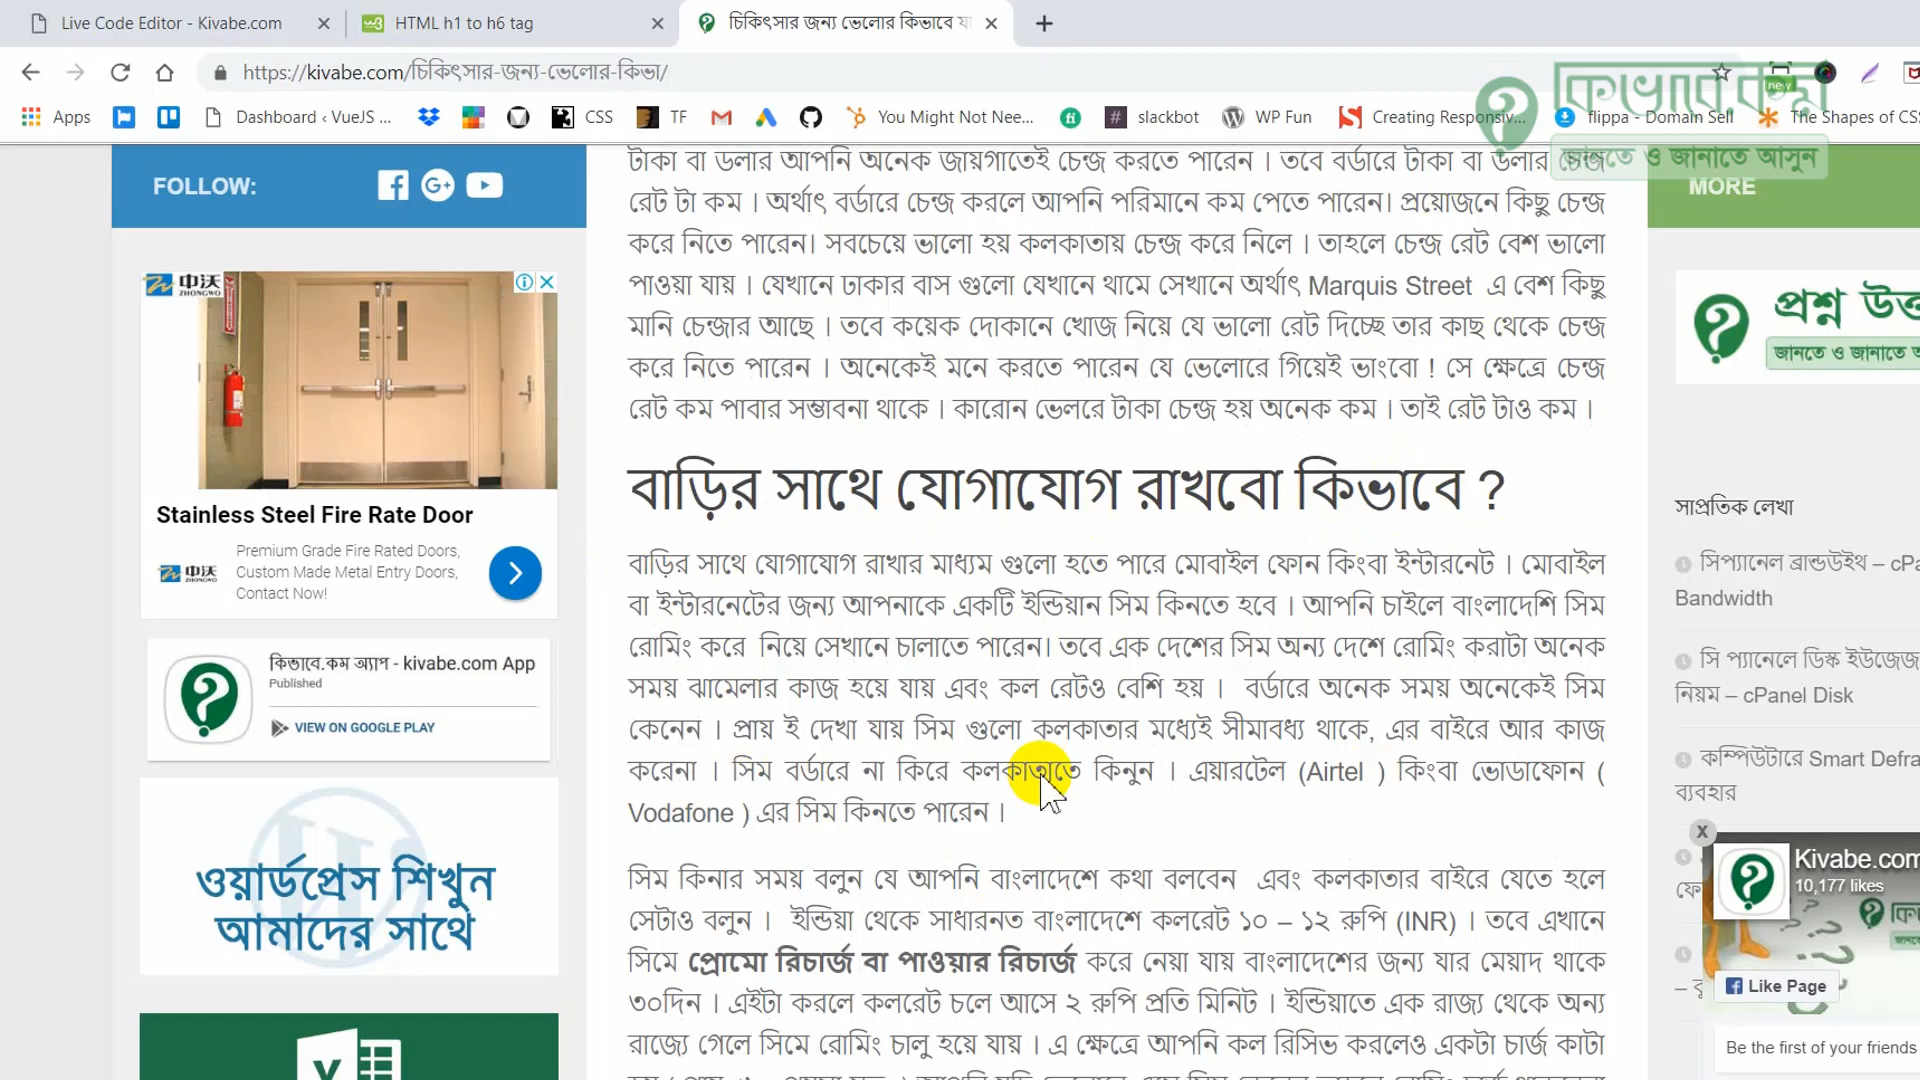 Live Code Editor - Kivabe.com
HTML h1 to h6 tag
চিকিৎসার জন্য ভেলোর কিভাবে যা
https://kivabe.com/চিকিৎসার-জন্য-ভেলোর-কিভা/
Apps
Dashboard ‹ VueJS ...
CSS
TF
You Might Not Nee...
slackbot
WP Fun
Creating Responsiv...
flippa - Domain Sell
The Shapes of CSS
new
জানতে ও জানাতে আসুন
FOLLOW:
MORE
টাকা বা ডলার আপনি অনেক জায়গাতেই চেন্জ করতে পারেন । তবে বর্ডারে টাকা বা ডলার চেন্জ
রেট টা কম । অর্থাৎ বর্ডারে চেন্জ করলে আপনি পরিমানে কম পেতে পারেন। প্রয়োজনে কিছু চেন্জ
করে নিতে পারেন। সবচেয়ে ভালো হয় কলকাতায় চেন্জ করে নিলে । তাহলে চেন্জ রেট বেশ ভালো
পাওয়া যায় । যেখানে ঢাকার বাস গুলো যেখানে থামে সেখানে অর্থাৎ Marquis Street এ বেশ কিছু
মানি চেন্জার আছে । তবে কয়েক দোকানে খোজ নিয়ে যে ভালো রেট দিচ্ছে তার কাছ থেকে চেন্জ
করে নিতে পারেন । অনেকেই মনে করতে পারেন যে ভেলোরে গিয়েই ভাংবো ! সে ক্ষেত্রে চেন্জ
রেট কম পাবার সম্ভাবনা থাকে । কারোন ভেলরে টাকা চেন্জ হয় অনেক কম । তাই রেট টাও কম ।
বাড়ির সাথে যোগাযোগ রাখবো কিভাবে ?
বাড়ির সাথে যোগাযোগ রাখার মাধ্যম গুলো হতে পারে মোবাইল ফোন কিংবা ইন্টারনেট । মোবাইল
বা ইন্টারনেটের জন্য আপনাকে একটি ইন্ডিয়ান সিম কিনতে হবে । আপনি চাইলে বাংলাদেশি সিম
রোমিং করে নিয়ে সেখানে চালাতে পারেন। তবে এক দেশের সিম অন্য দেশে রোমিং করাটা অনেক
সময় ঝামেলার কাজ হয়ে যায় এবং কল রেটও বেশি হয় । বর্ডারে অনেক সময় অনেকেই সিম
কেনেন । প্রায় ই দেখা যায় সিম গুলো কলকাতার মধ্যেই সীমাবধ্য থাকে, এর বাইরে আর কাজ
করেনা । সিম বর্ডারে না কিরে কলকাতাতে কিনুন । এয়ারটেল (Airtel ) কিংবা ভোডাফোন (
Vodafone ) এর সিম কিনতে পারেন ।
সিম কিনার সময় বলুন যে আপনি বাংলাদেশে কথা বলবেন এবং কলকাতার বাইরে যেতে হলে
সেটাও বলুন । ইন্ডিয়া থেকে সাধারনত বাংলাদেশে কলরেট ১০ – ১২ রুপি (INR) । তবে এখানে
সিমে প্রোমো রিচার্জ বা পাওয়ার রিচার্জ করে নেয়া যায় বাংলাদেশের জন্য যার মেয়াদ থাকে
৩০দিন । এইটা করলে কলরেট চলে আসে ২ রুপি প্রতি মিনিট । ইন্ডিয়াতে এক রাজ্য থেকে অন্য
রাজ্যে গেলে সিমে রোমিং চালু হয়ে যায় । এ ক্ষেত্রে আপনি কল রিসিভ করলেও একটা চার্জ কাটা
中沃
ZHONGWO
Stainless Steel Fire Rate Door
中沃
ZHONGWO
Premium Grade Fire Rated Doors,
Custom Made Metal Entry Doors,
Contact Now!
কিভাবে.কম অ্যাপ - kivabe.com App
Published
VIEW ON GOOGLE PLAY
ওয়ার্ডপ্রেস শিখুন
আমাদের সাথে
প্রশ্ন উত্ত
জানতে ও জানাতে আ
সাপ্রতিক লেখা
সিপ্যানেল ব্রান্ডউইথ – cPa
Bandwidth
সি প্যানেলে ডিস্ক ইউজেজ
নিয়ম – cPanel Disk
কম্পিউটারে Smart Defra
ব্যবহার
X
Kivabe.com
10,177 likes
Like Page
Be the first of your friends